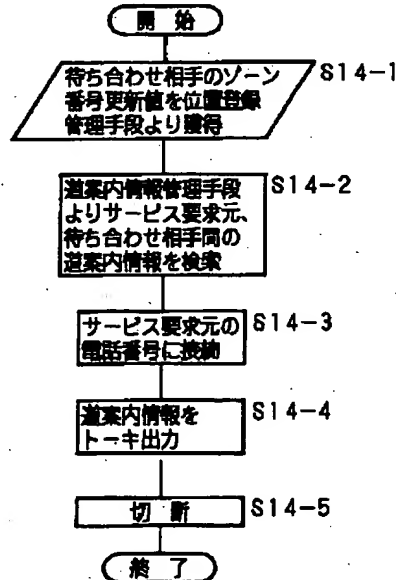 開 始
待ち合わせ相手のゾーン
番号更新値を位置登録
管理手段より獲得
S14-1
道案内情報管理手段
よりサービス要求元、
待ち合わせ相手間の
道案内情報を検索
S14-2
サービス要求元の
電話番号に接続
S14-3
道案内情報を
トーキ出力
S14-4
切 断
S14-5
終 了